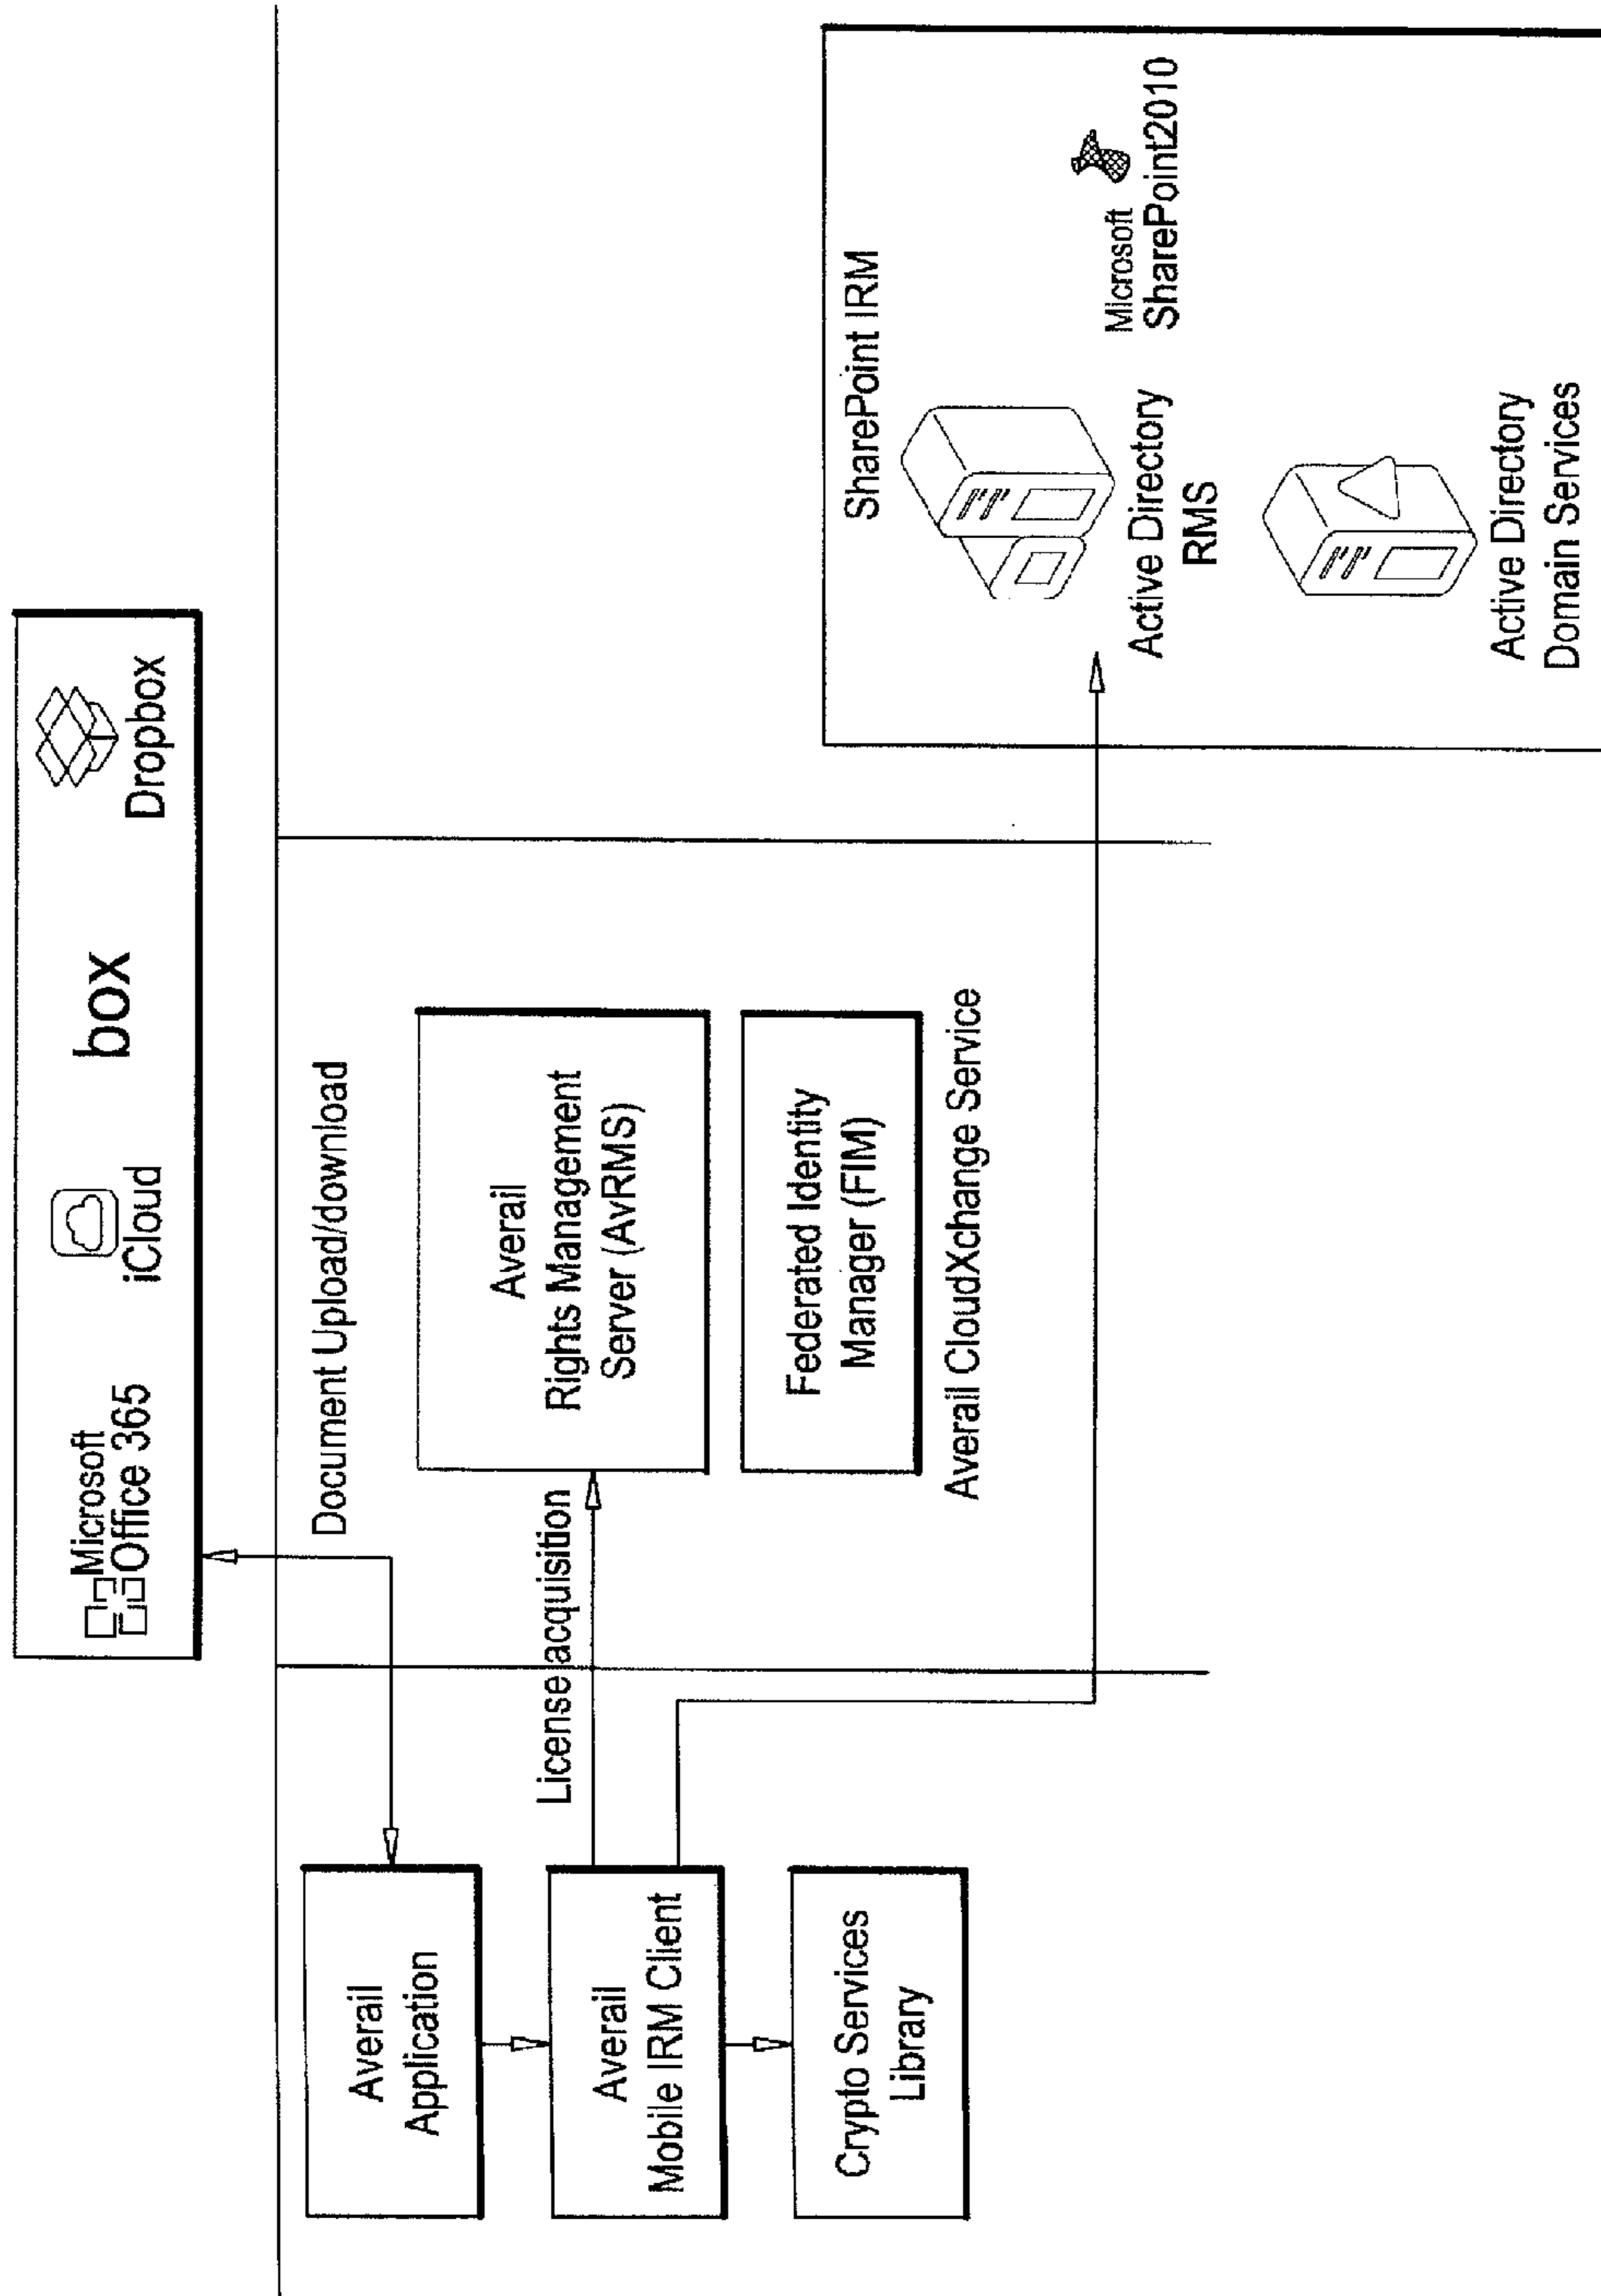 Microsoft
Office 365
iCloud
box
Dropbox
Document Upload/download
Averail
Application
License acquisition
Averail
Mobile IRM Client
Crypto Services
Library
Averail
Rights Management
Server (AvRMS)
Federated Identity
Manager (FIM)
Averail CloudXchange Service
SharePoint IRM
Active Directory
RMS
Microsoft
SharePoint2010
Active Directory
Domain Services